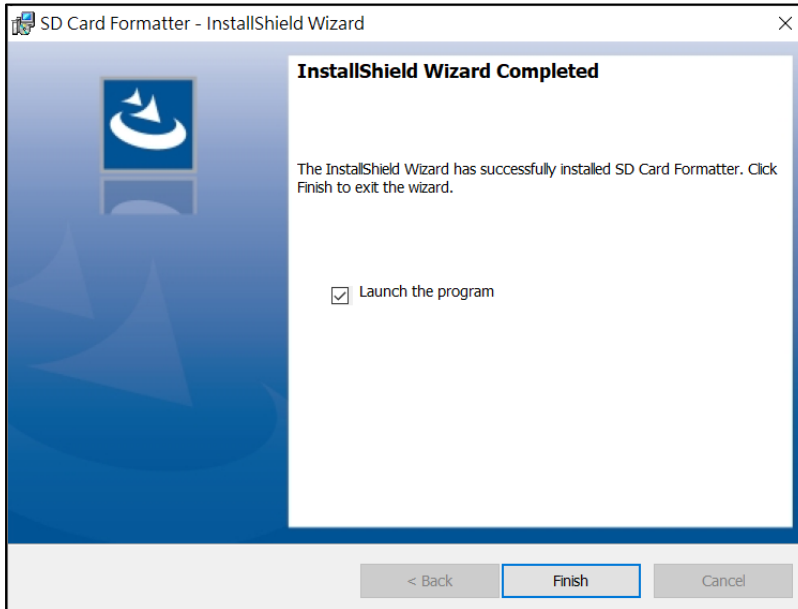 SD Card Formatter - InstallShield Wizard
InstallShield Wizard Completed
The InstallShield Wizard has successfully installed SD Card Formatter. Click
Finish to exit the wizard.
Launch the program
< Back
Finish
Cancel